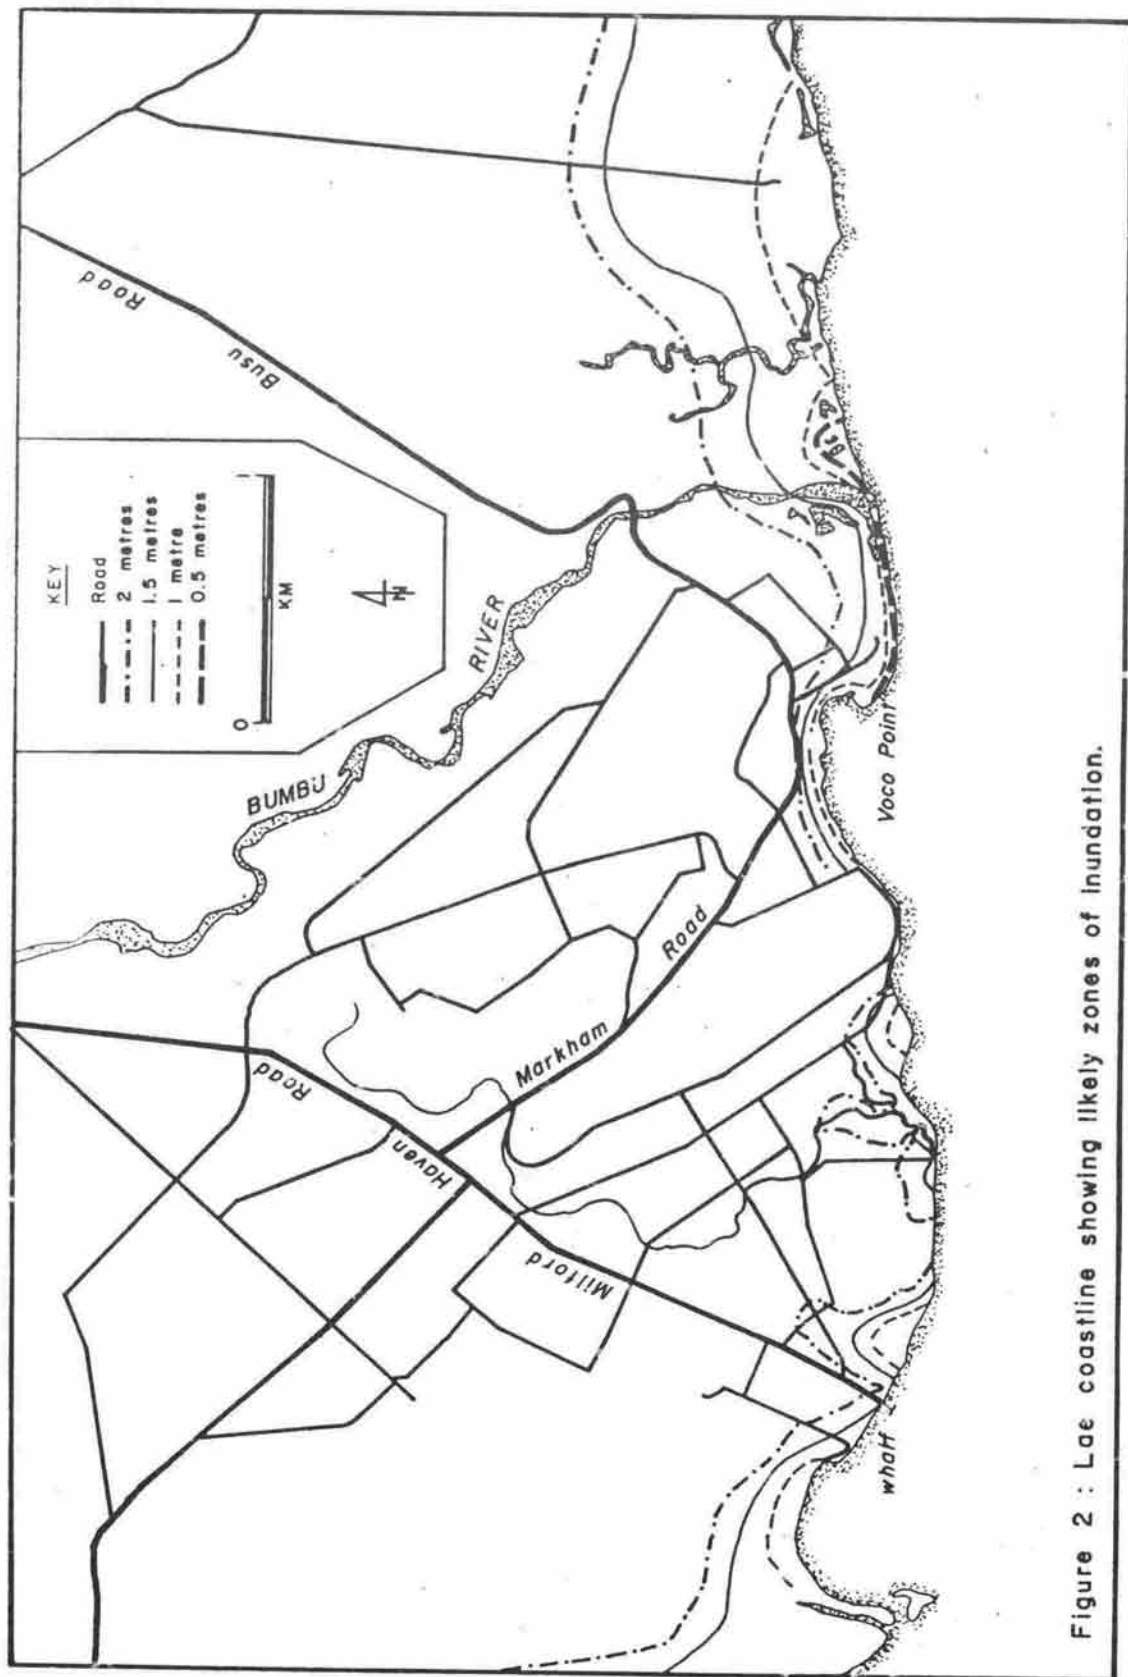 KEY
Road
2 metres
1.5 metres
1 metre
0.5 metres
0 1
KM
N
BUMBU
RIVER
Busu
Road
Milford
Haven
Road
Markham
Road
Voco Point
wharf
Figure 2 : Lae coastline showing likely zones of inundation.